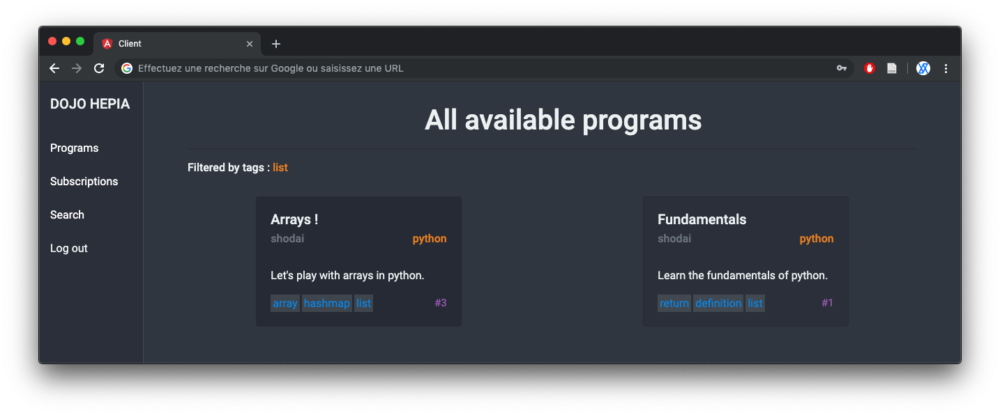 Client
Effectuez une recherche sur Google ou saisissez une URL
DOJO HEPIA
Programs
Subscriptions
Search
Log out
All available programs
Filtered by tags : list
Arrays !
shodai python
Let's play with arrays in python.
array hashmap list #3
Fundamentals
shodai python
Learn the fundamentals of python.
return definition list #1